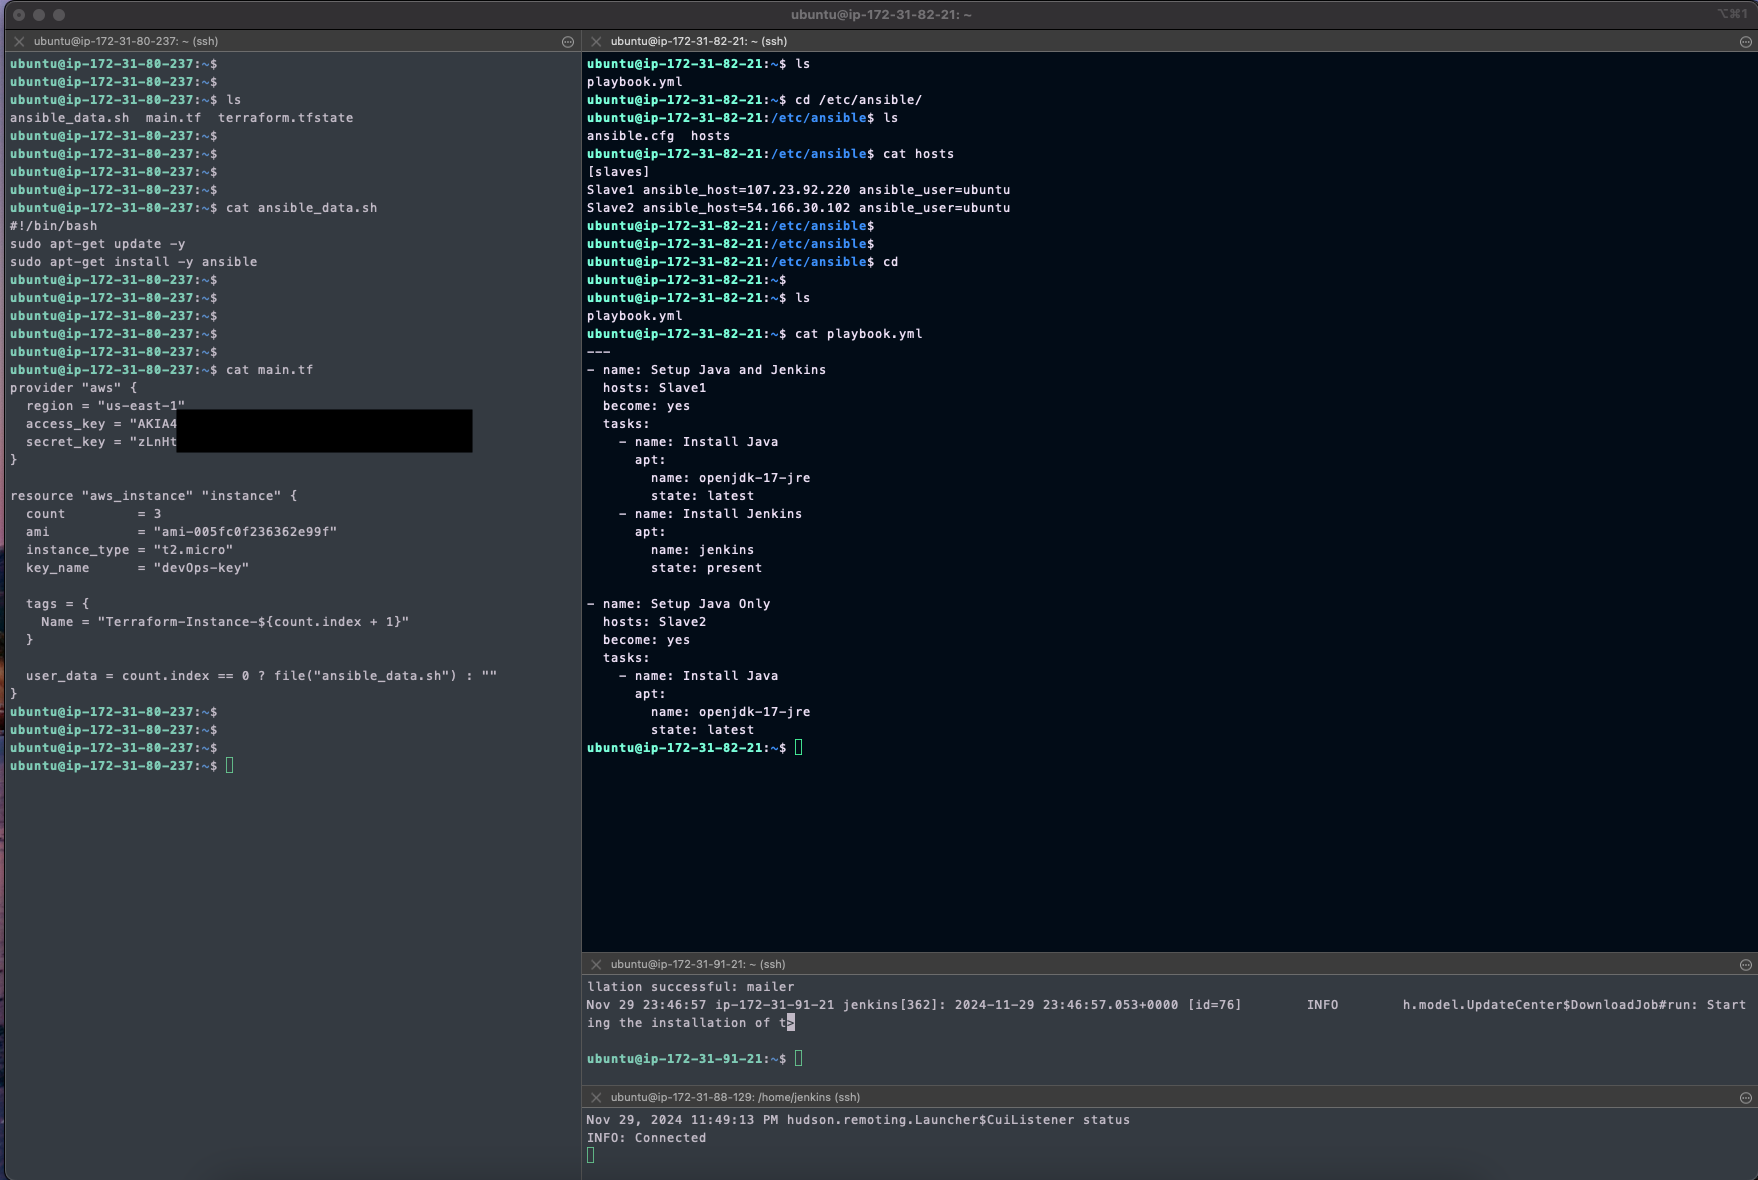 ubuntu@ip-172-31-82-21: ~
⌥⌘1
ubuntu@ip-172-31-80-237: ~ (ssh)
ubuntu@ip-172-31-80-237:~$
ubuntu@ip-172-31-80-237:~$
ubuntu@ip-172-31-80-237:~$ ls
ansible_data.sh  main.tf  terraform.tfstate
ubuntu@ip-172-31-80-237:~$
ubuntu@ip-172-31-80-237:~$
ubuntu@ip-172-31-80-237:~$
ubuntu@ip-172-31-80-237:~$
ubuntu@ip-172-31-80-237:~$ cat ansible_data.sh
#!/bin/bash
sudo apt-get update -y
sudo apt-get install -y ansible
ubuntu@ip-172-31-80-237:~$
ubuntu@ip-172-31-80-237:~$
ubuntu@ip-172-31-80-237:~$
ubuntu@ip-172-31-80-237:~$
ubuntu@ip-172-31-80-237:~$
ubuntu@ip-172-31-80-237:~$ cat main.tf
provider "aws" {
  region = "us-east-1"
  access_key = "AKIA4
  secret_key = "zLnHt
}

resource "aws_instance" "instance" {
  count         = 3
  ami           = "ami-005fc0f236362e99f"
  instance_type = "t2.micro"
  key_name      = "devOps-key"

  tags = {
    Name = "Terraform-Instance-${count.index + 1}"
  }

  user_data = count.index == 0 ? file("ansible_data.sh") : ""
}
ubuntu@ip-172-31-80-237:~$
ubuntu@ip-172-31-80-237:~$
ubuntu@ip-172-31-80-237:~$
ubuntu@ip-172-31-80-237:~$
ubuntu@ip-172-31-82-21: ~ (ssh)
ubuntu@ip-172-31-82-21:~$ ls
playbook.yml
ubuntu@ip-172-31-82-21:~$ cd /etc/ansible/
ubuntu@ip-172-31-82-21:/etc/ansible$ ls
ansible.cfg  hosts
ubuntu@ip-172-31-82-21:/etc/ansible$ cat hosts
[slaves]
Slave1 ansible_host=107.23.92.220 ansible_user=ubuntu
Slave2 ansible_host=54.166.30.102 ansible_user=ubuntu
ubuntu@ip-172-31-82-21:/etc/ansible$
ubuntu@ip-172-31-82-21:/etc/ansible$
ubuntu@ip-172-31-82-21:/etc/ansible$ cd
ubuntu@ip-172-31-82-21:~$
ubuntu@ip-172-31-82-21:~$ ls
playbook.yml
ubuntu@ip-172-31-82-21:~$ cat playbook.yml
---
- name: Setup Java and Jenkins
  hosts: Slave1
  become: yes
  tasks:
    - name: Install Java
      apt:
        name: openjdk-17-jre
        state: latest
    - name: Install Jenkins
      apt:
        name: jenkins
        state: present

- name: Setup Java Only
  hosts: Slave2
  become: yes
  tasks:
    - name: Install Java
      apt:
        name: openjdk-17-jre
        state: latest
ubuntu@ip-172-31-82-21:~$
ubuntu@ip-172-31-91-21: ~ (ssh)
llation successful: mailer
Nov 29 23:46:57 ip-172-31-91-21 jenkins[362]: 2024-11-29 23:46:57.053+0000 [id=76]        INFO        h.model.UpdateCenter$DownloadJob#run: Start
ing the installation of t>
ubuntu@ip-172-31-91-21:~$
ubuntu@ip-172-31-88-129: /home/jenkins (ssh)
Nov 29, 2024 11:49:13 PM hudson.remoting.Launcher$CuiListener status
INFO: Connected